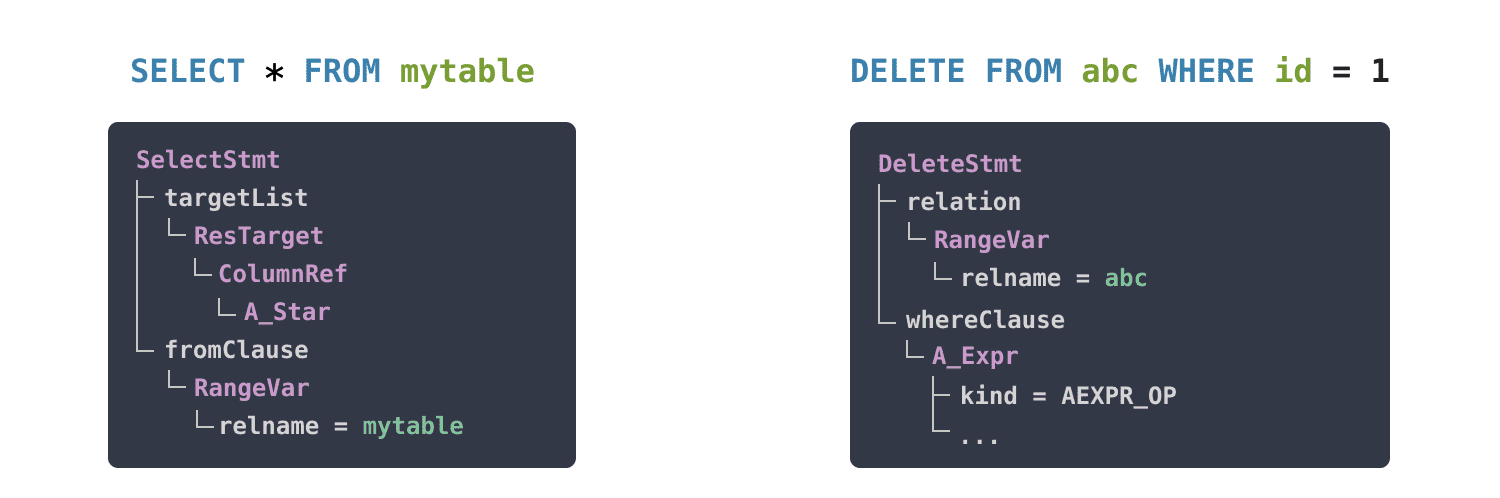 SELECT * FROM mytable
SelectStmt
targetList
ResTarget
ColumnRef
A_Star
fromClause
RangeVar
relname = mytable
DELETE FROM abc WHERE id = 1
DeleteStmt
relation
RangeVar
relname = abc
whereClause
A_Expr
kind = AEXPR_OP
...